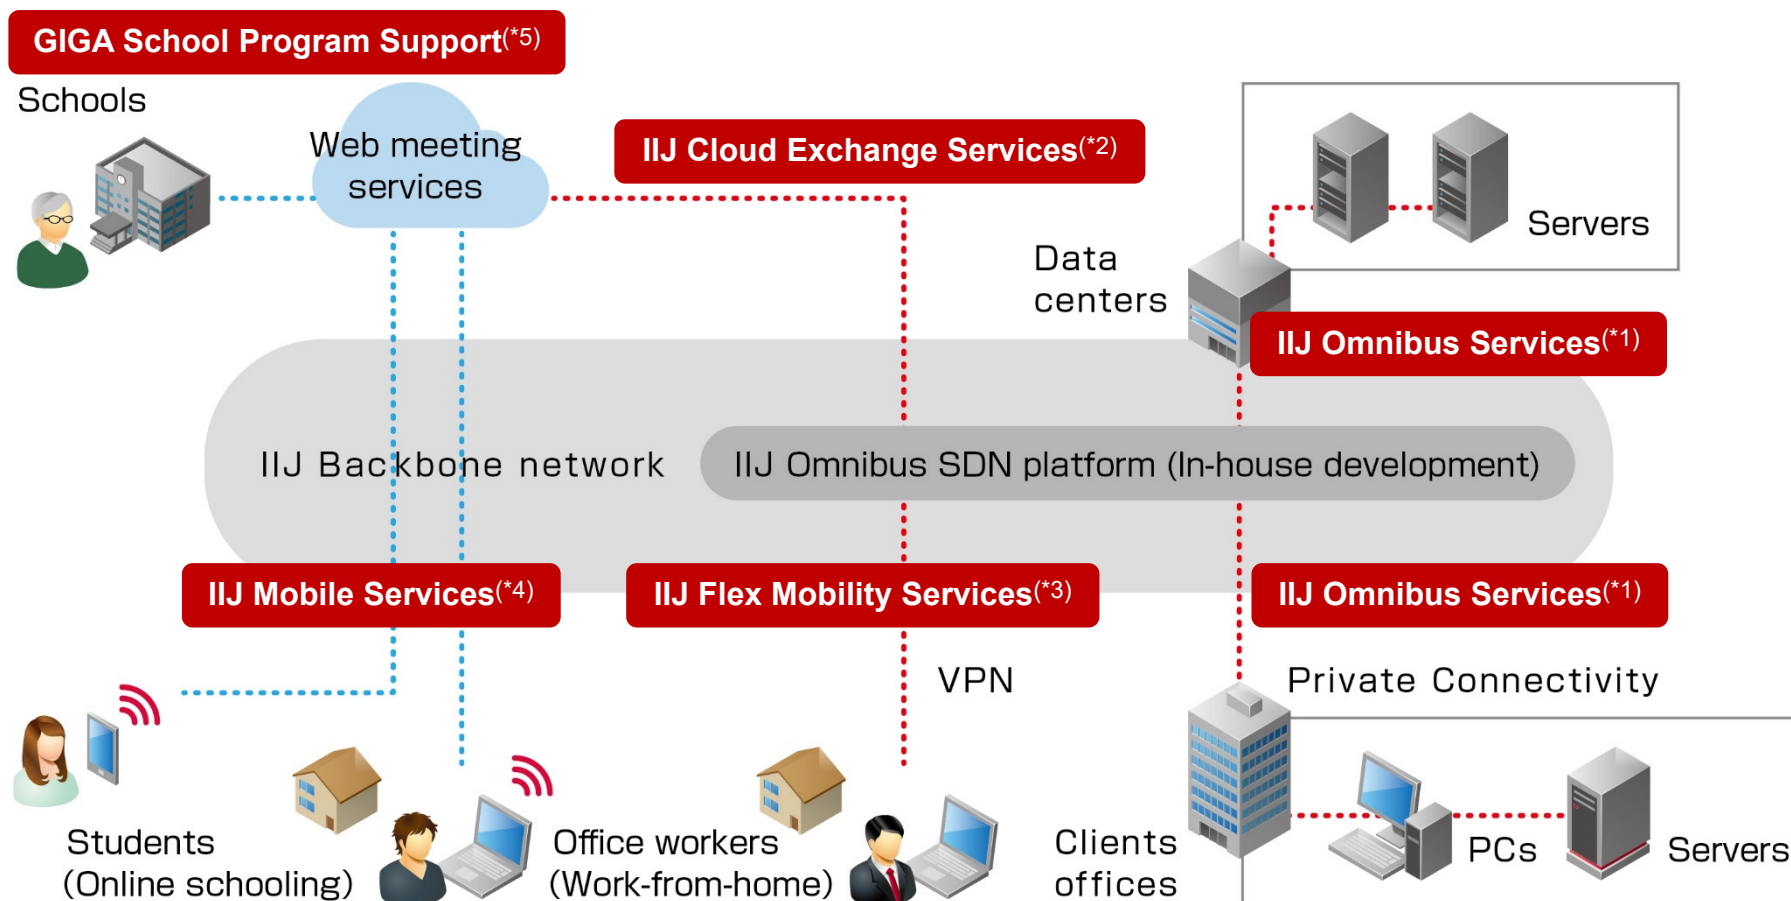 GIGA School Program Support(*5)
Schools
Web meeting
services
IIJ Cloud Exchange Services(*2)
Servers
Data
centers
IIJ Omnibus Services(*1)
IIJ Backbone network
IIJ Omnibus SDN platform (In-house development)
IIJ Mobile Services(*4)
IIJ Flex Mobility Services(*3)
IIJ Omnibus Services(*1)
VPN
Private Connectivity
Students
(Online schooling)
Office workers
(Work-from-home)
Clients
offices
PCs
Servers